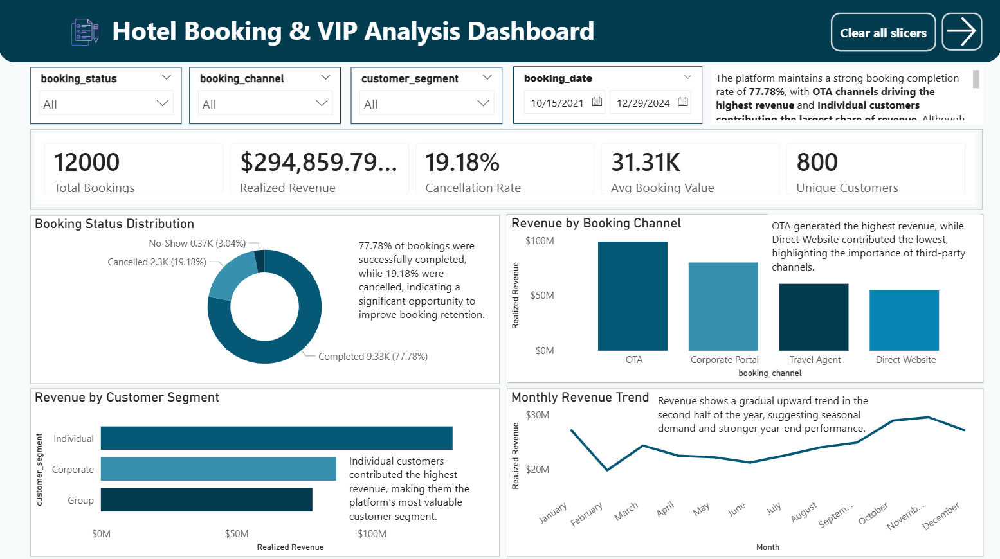 Hotel Booking & VIP Analysis Dashboard
Clear all slicers
booking_status
All
booking_channel
All
customer_segment
All
booking_date
10/15/2021
12/29/2024
The platform maintains a strong booking completion
rate of 77.78%, with OTA channels driving the
highest revenue and Individual customers
contributing the largest share of revenue. Although
12000
Total Bookings
$294,859.79...
Realized Revenue
19.18%
Cancellation Rate
31.31K
Avg Booking Value
800
Unique Customers
Booking Status Distribution
No-Show 0.37K (3.04%)
Cancelled 2.3K (19.18%)
Completed 9.33K (77.78%)
77.78% of bookings were
successfully completed,
while 19.18% were
cancelled, indicating a
significant opportunity to
improve booking retention.
Revenue by Booking Channel
OTA generated the highest revenue, while
Direct Website contributed the lowest,
highlighting the importance of third-party
channels.
Realized Revenue
$100M
$50M
$0M
OTA
Corporate Portal
Travel Agent
Direct Website
booking_channel
Revenue by Customer Segment
customer_segment
Individual
Corporate
Group
Individual customers
contributed the highest
revenue, making them the
platform's most valuable
customer segment.
$0M
$50M
$100M
Realized Revenue
Monthly Revenue Trend
Revenue shows a gradual upward trend in the
second half of the year, suggesting seasonal
demand and stronger year-end performance.
Realized Revenue
$30M
$20M
January
February
March
April
May
June
July
August
Septem...
October
Novemb...
December
Month